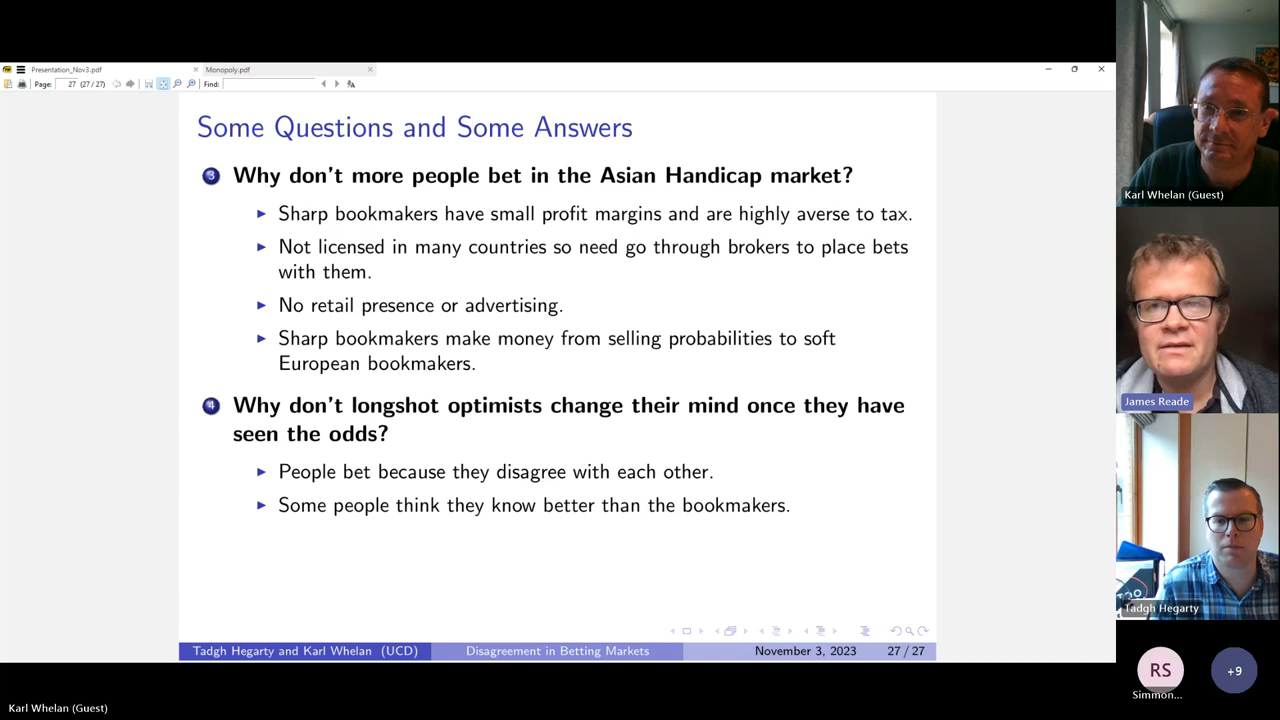 Presentation_Nov3.pdf
Monopoly.pdf
Page: 27 (27 / 27)
Find:
Some Questions and Some Answers
3 Why don't more people bet in the Asian Handicap market?
Sharp bookmakers have small profit margins and are highly averse to tax.
Not licensed in many countries so need go through brokers to place bets
with them.
No retail presence or advertising.
Sharp bookmakers make money from selling probabilities to soft
European bookmakers.
4 Why don't longshot optimists change their mind once they have
seen the odds?
People bet because they disagree with each other.
Some people think they know better than the bookmakers.
Tadgh Hegarty and Karl Whelan (UCD)
Disagreement in Betting Markets
November 3, 2023
27 / 27
Karl Whelan (Guest)
James Reade
Tadgh Hegarty
RS
Simmon...
+9
Karl Whelan (Guest)